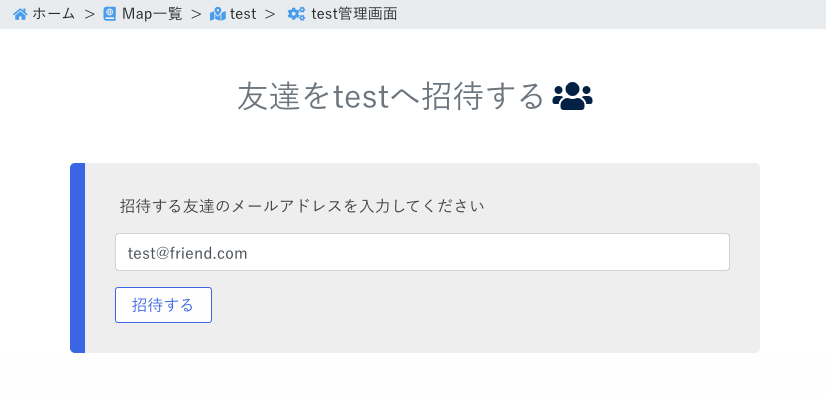 ホーム > Map一覧 > test > test管理画面
友達をtestへ招待する
招待する友達のメールアドレスを入力してください
test@friend.com
招待する